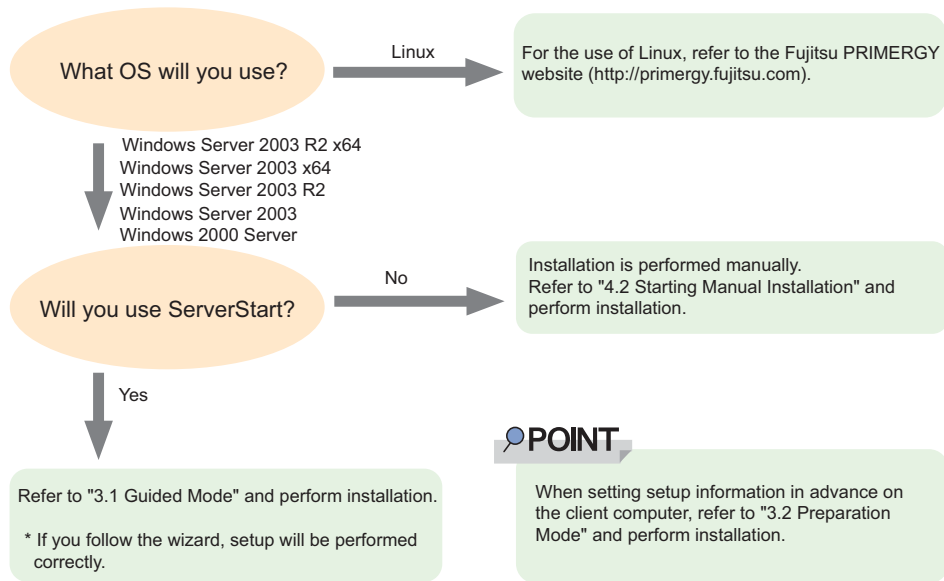 What OS will you use?
Linux
For the use of Linux, refer to the Fujitsu PRIMERGY
website (http://primergy.fujitsu.com).
Windows Server 2003 R2 x64
Windows Server 2003 x64
Windows Server 2003 R2
Windows Server 2003
Windows 2000 Server
Will you use ServerStart?
No
Installation is performed manually.
Refer to "4.2 Starting Manual Installation" and
perform installation.
Yes
Refer to "3.1 Guided Mode" and perform installation.
* If you follow the wizard, setup will be performed
correctly.
POINT
When setting setup information in advance on
the client computer, refer to "3.2 Preparation
Mode" and perform installation.